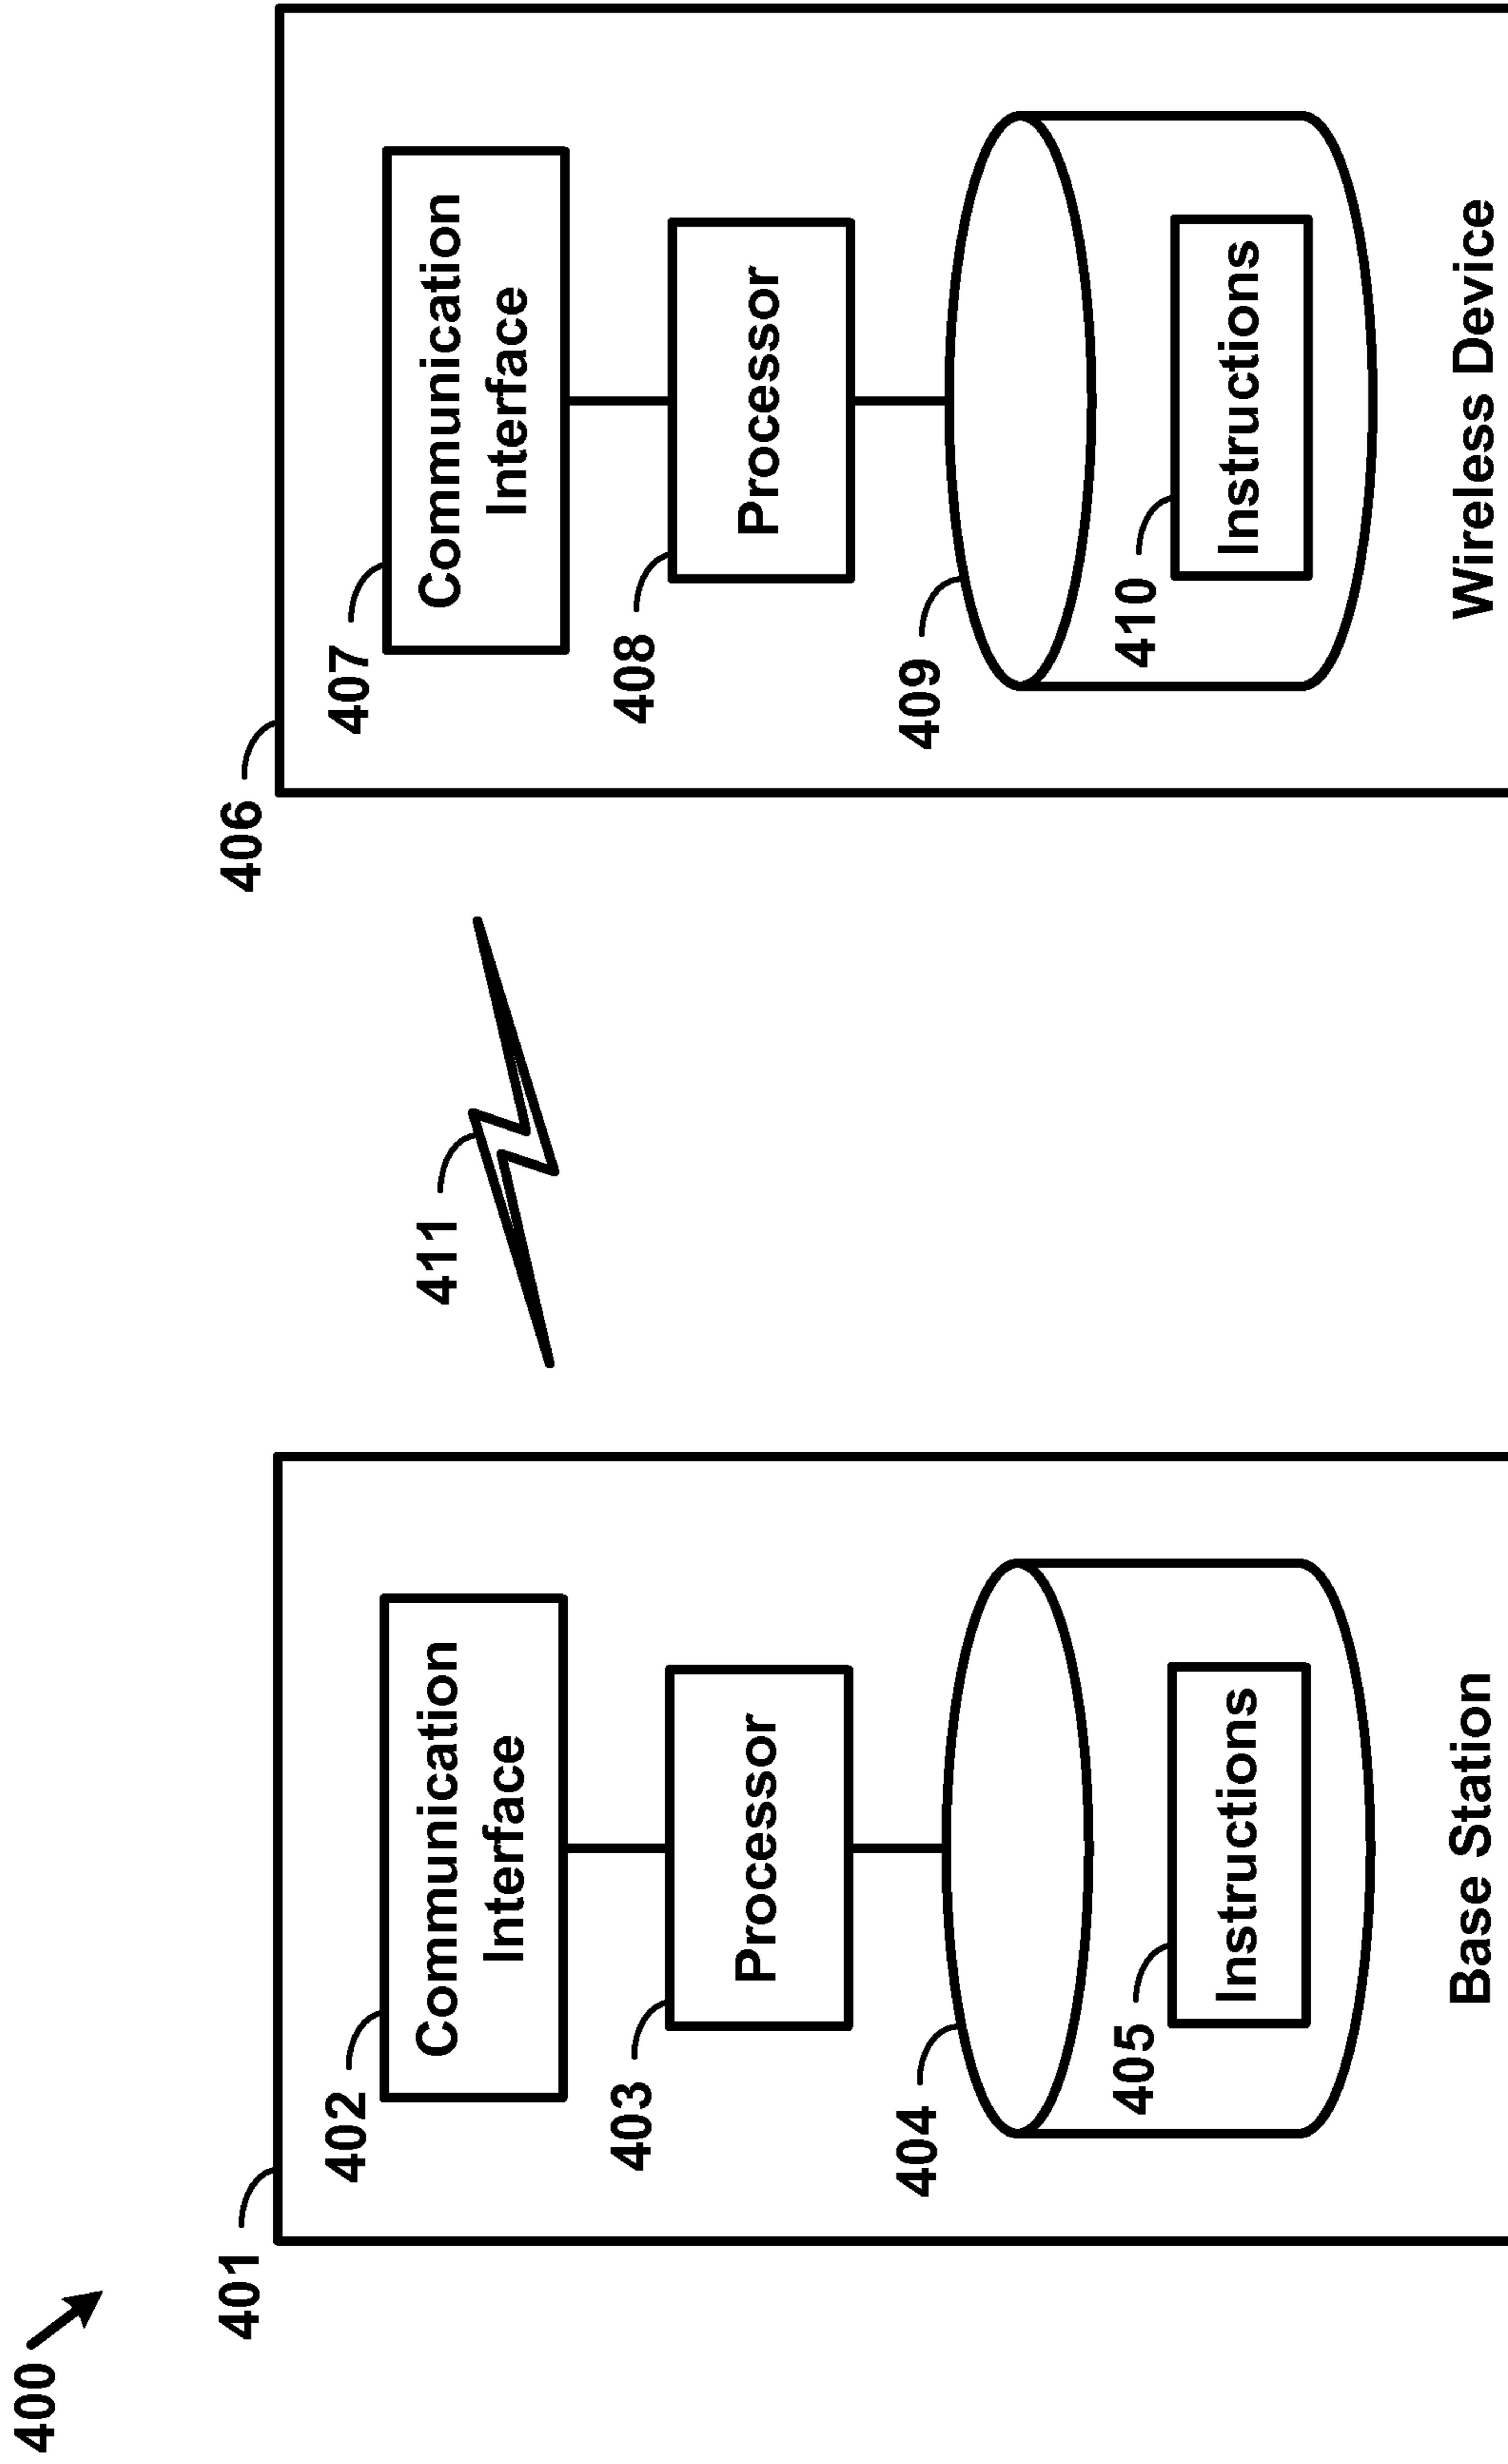 400
401
402
Communication
Interface
403
Processor
404
405
Instructions
Base Station
411
406
407
Communication
Interface
408
Processor
409
410
Instructions
Wireless Device